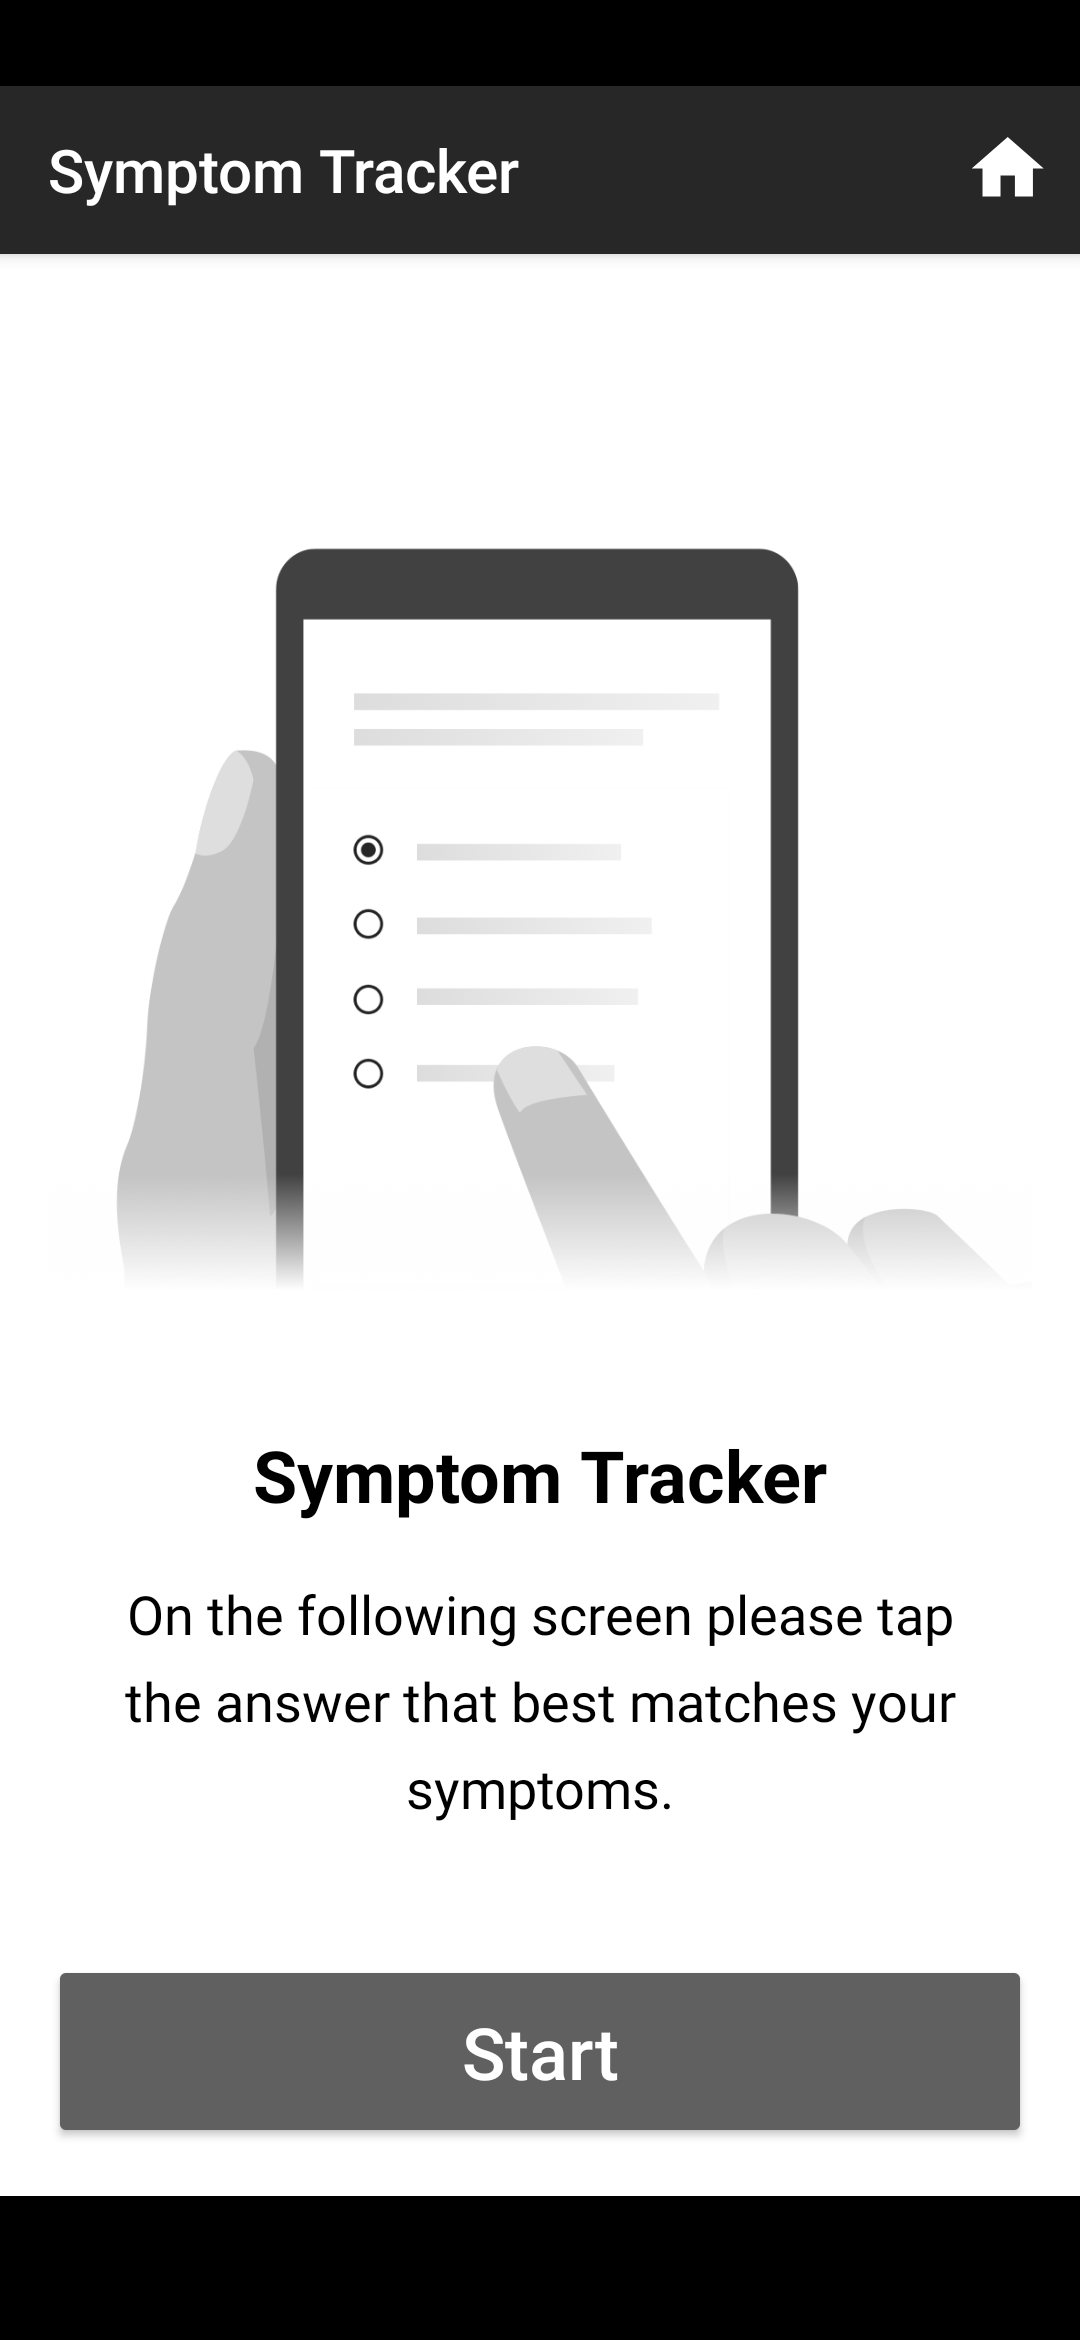 Symptom Tracker
Symptom Tracker
On the following screen please tap
the answer that best matches your
symptoms.
Start